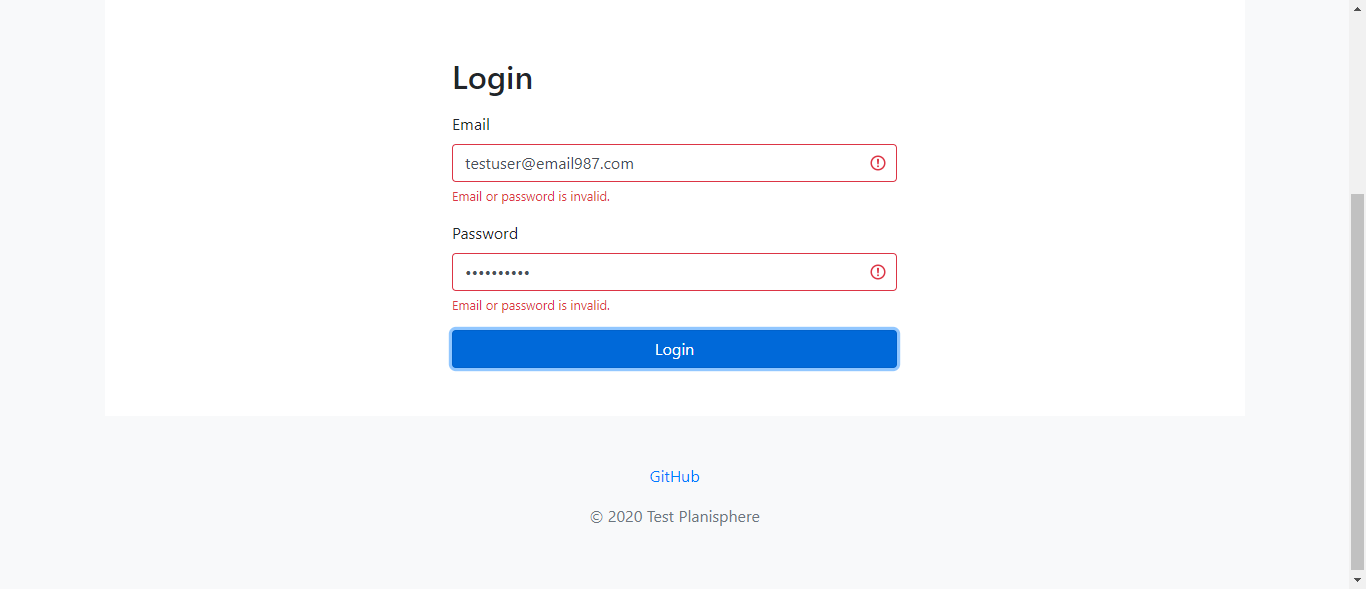 Login
Email
testuser@email987.com
Email or password is invalid.
Password
••••••••••
Email or password is invalid.
Login
GitHub
© 2020 Test Planisphere